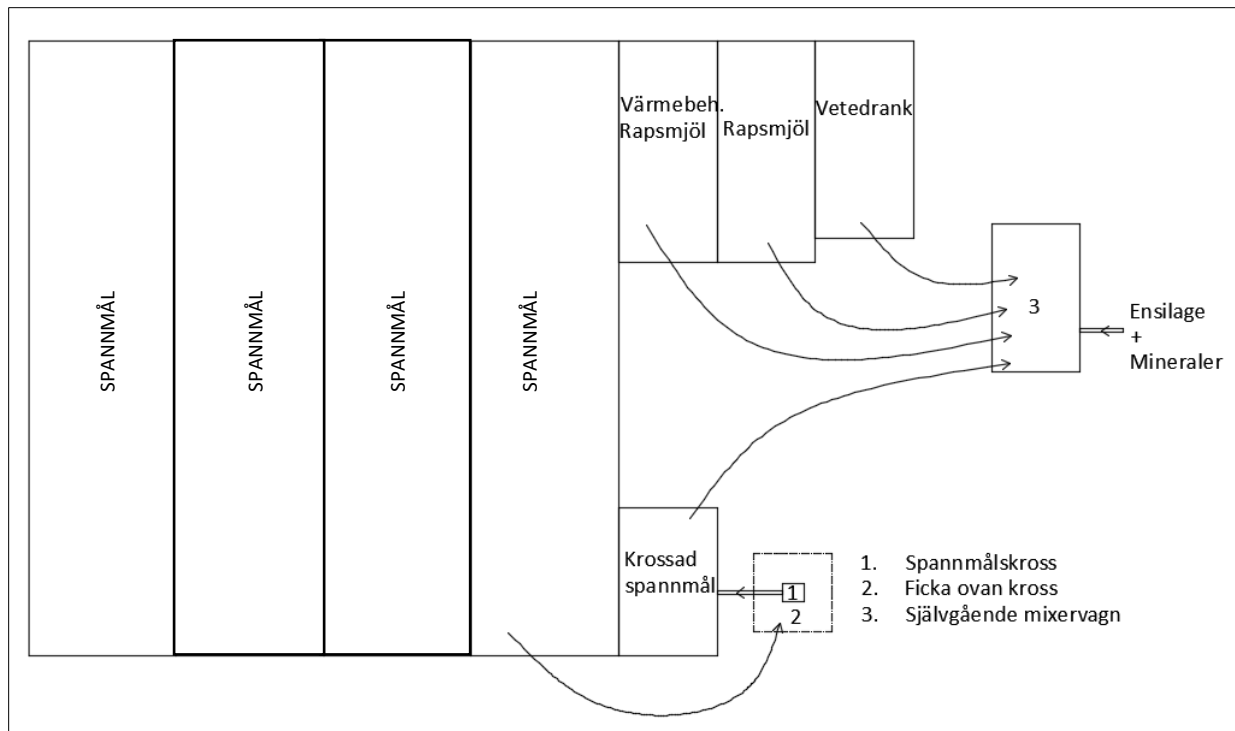 SPANNMÅL
SPANNMÅL
SPANNMÅL
SPANNMÅL
Värmebeh.
Rapsmjöl
Rapsmjöl
Vetedrank
3
Ensilage
+
Mineraler
Krossad
spannmål
1
2
1. Spannmålskross
2. Ficka ovan kross
3. Självgående mixervagn